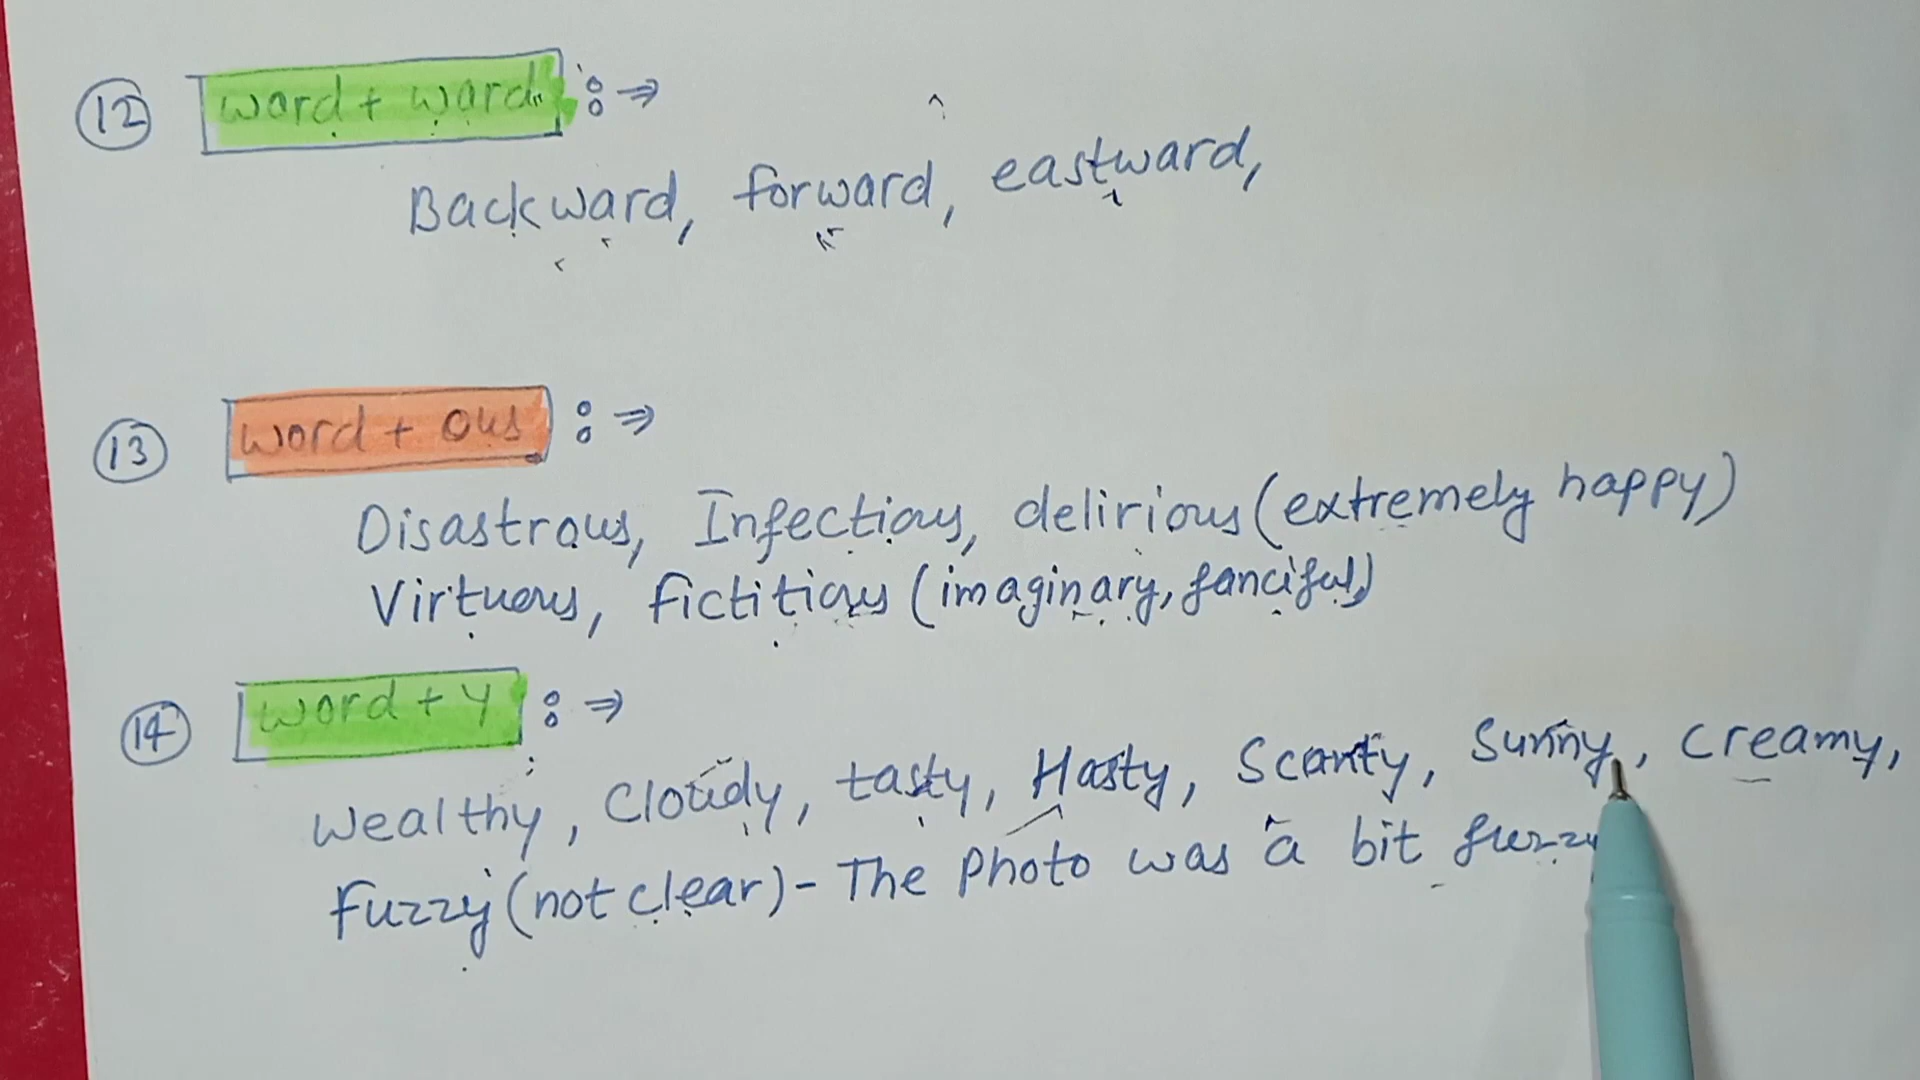 12 word + ward :⇒
Backward, forward, eastward,
13 word + ous :⇒
Disastrous, Infectious, delirious (extremely happy)
Virtuous, fictitious (imaginary, fanciful)
14 word + y :⇒
Wealthy, Cloudy, tasty, Hasty, Scanty, Sunny, creamy,
Fuzzy (not clear) - The Photo was a bit fuzzy